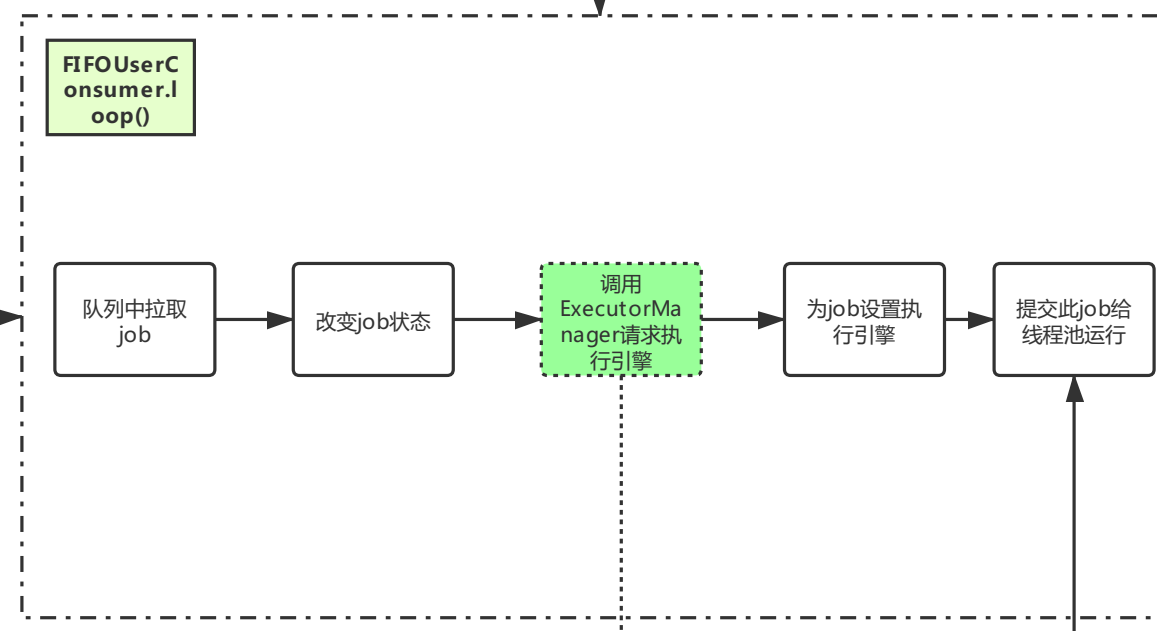 FIFOUserC
onsumer.l
oop()
队列中拉取
job
改变job状态
调用
ExecutorMa
nager请求执
行引擎
为job设置执
行引擎
提交此job给
线程池运行